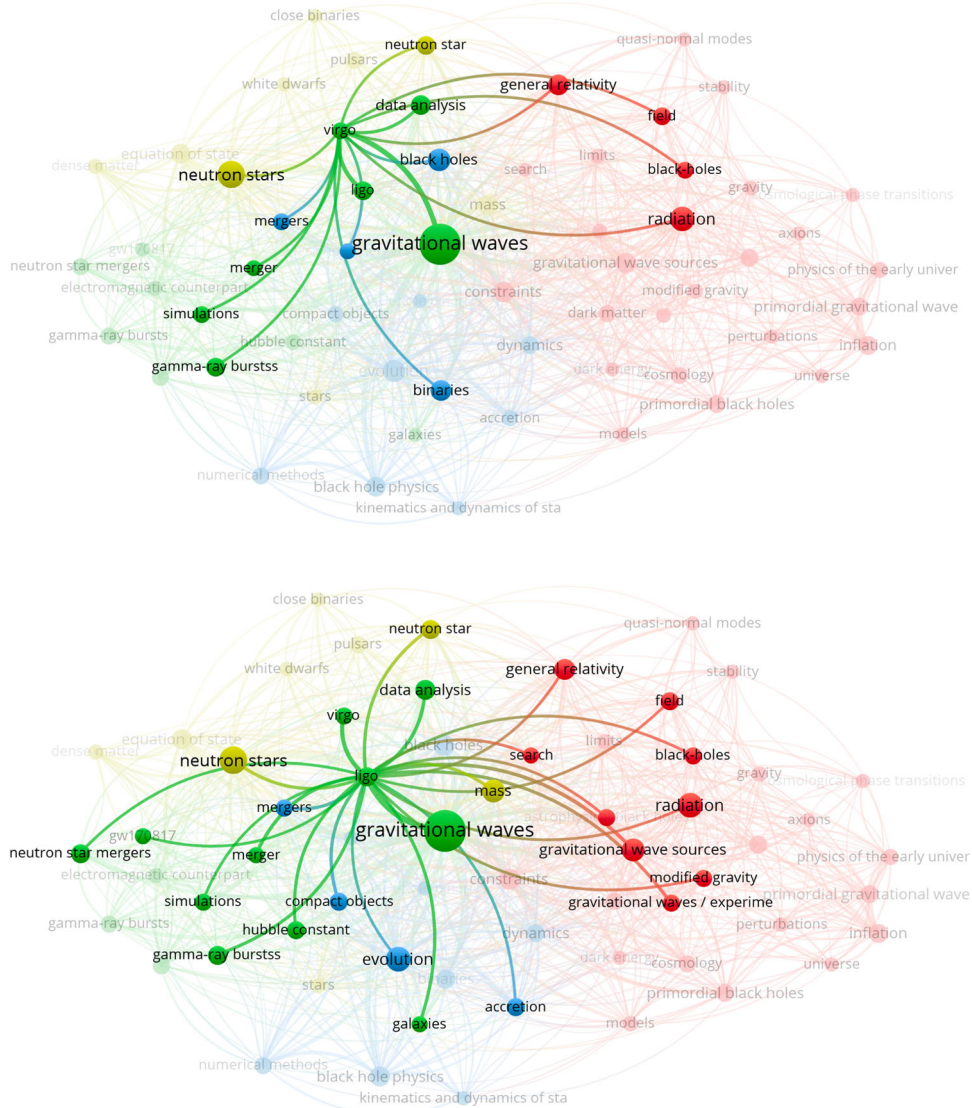 close binaries
neutron star
quasi-normal modes
pulsars
white dwarfs
general relativity
stability
data analysis
field
virgo
equation of state
dense matter
neutron stars
black holes
limits
search
black-holes
ligo
gravity
cosmological phase transitions
mass
mergers
radiation
axions
gravitational waves
gw170817
neutron star mergers
merger
gravitational wave sources
physics of the early univer
electromagnetic counterpart
constraints
modified gravity
primordial gravitational wave
simulations
compact objects
dark matter
gamma-ray bursts
hubble constant
dynamics
perturbations
inflation
gamma-ray burstss
evolution
dark energy
cosmology
universe
binaries
stars
primordial black holes
accretion
galaxies
models
numerical methods
black hole physics
kinematics and dynamics of sta
close binaries
neutron star
quasi-normal modes
pulsars
white dwarfs
general relativity
stability
data analysis
field
virgo
equation of state
dense matter
neutron stars
black holes
limits
search
black-holes
ligo
gravity
cosmological phase transitions
mass
mergers
radiation
axions
gravitational waves
gw170817
neutron star mergers
merger
gravitational wave sources
physics of the early univer
electromagnetic counterpart
constraints
modified gravity
primordial gravitational wave
simulations
compact objects
gravitational waves / experime
gamma-ray bursts
hubble constant
dynamics
perturbations
inflation
gamma-ray burstss
evolution
dark energy
cosmology
universe
binaries
stars
primordial black holes
accretion
galaxies
models
numerical methods
black hole physics
kinematics and dynamics of sta